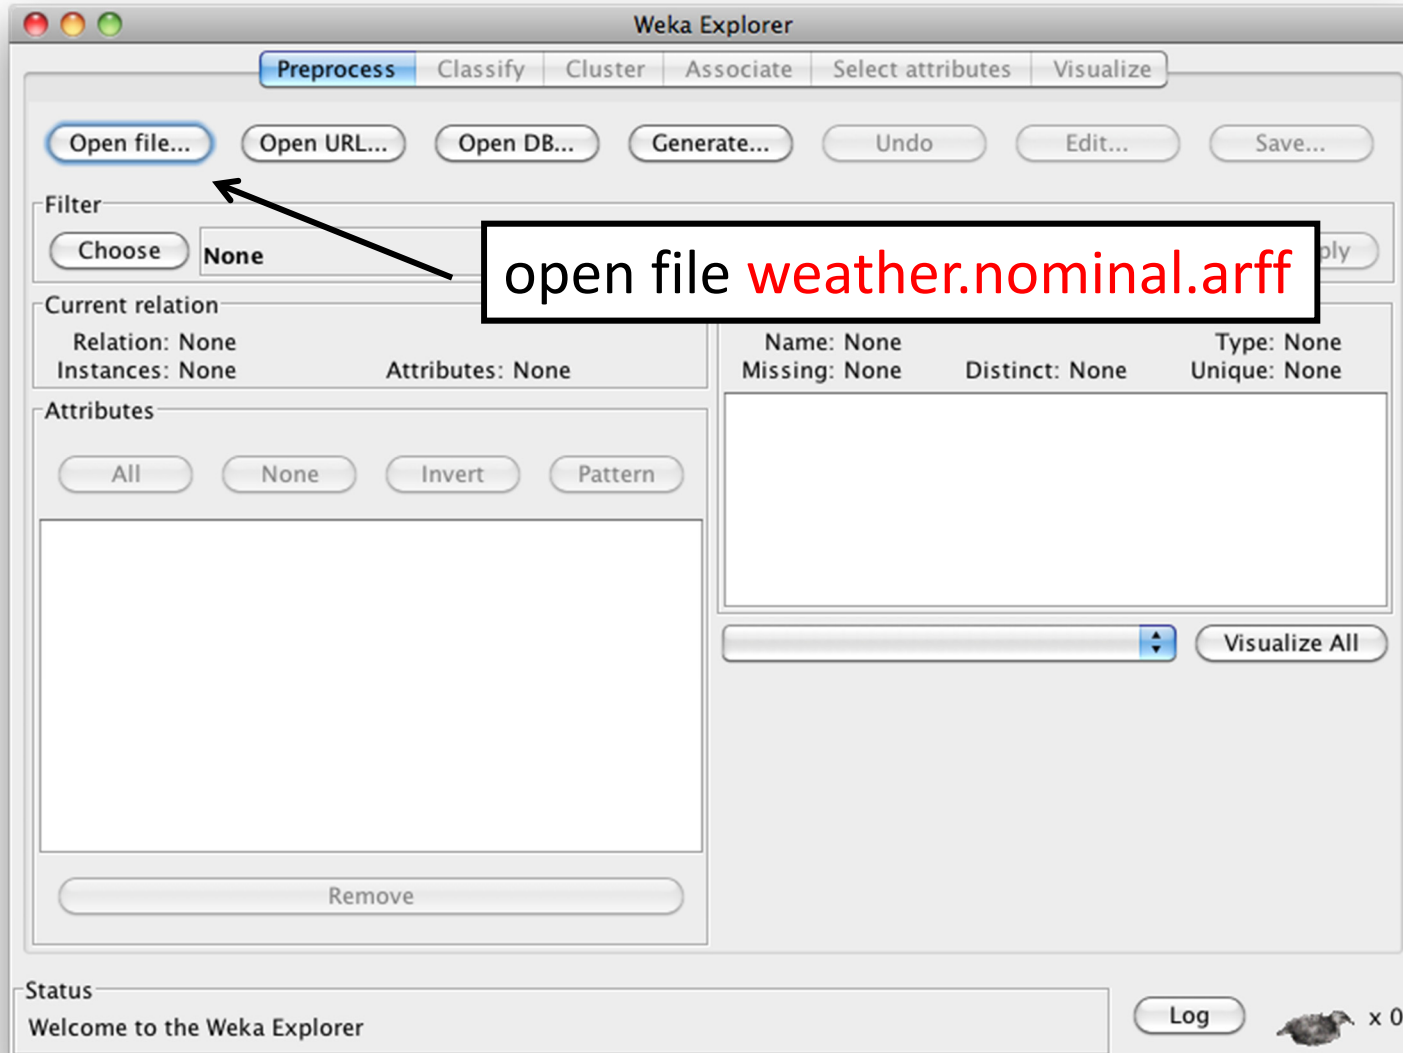 Weka Explorer
Preprocess Classify Cluster Associate Select attributes Visualize
Open file... Open URL... Open DB... Generate... Undo Edit... Save...
Filter
Choose None
open file weather.nominal.arff
Current relation
Relation: None
Instances: None Attributes: None
Name: None Type: None
Missing: None Distinct: None Unique: None
Attributes
All None Invert Pattern
Visualize All
Remove
Status
Welcome to the Weka Explorer
Log x 0